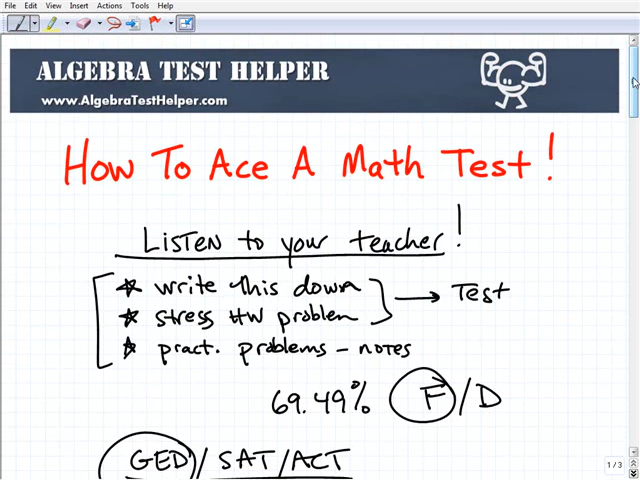 File Edit View Insert Actions Tools Help
ALGEBRA TEST HELPER
www.AlgebraTestHelper.com
How To Ace A Math Test!
Listen to your teacher!
write this down
stress HW problem → Test
pract. problems - notes
69.49% F/D
GED/SAT/ACT
1/3